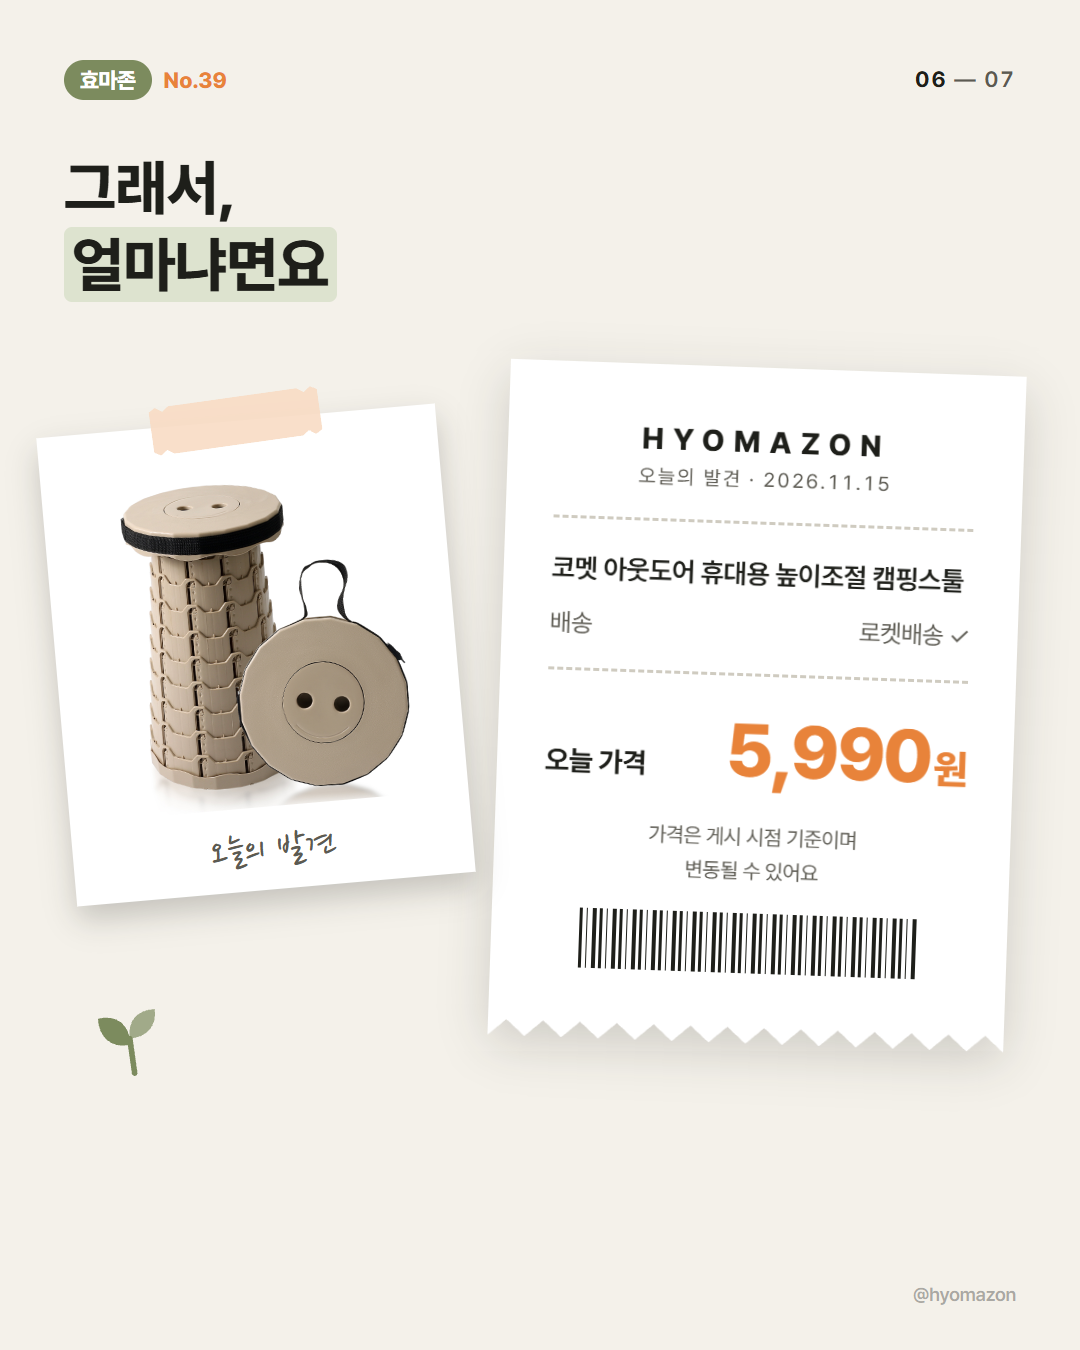 효마존 No.39
06 — 07
그래서,
얼마냐면요
HYOMAZON
오늘의 발견 · 2026.11.15
코멧 아웃도어 휴대용 높이조절 캠핑스툴
배송 로켓배송 ✓
오늘 가격 5,990원
가격은 게시 시점 기준이며
변동될 수 있어요
오늘의 발견
@hyomazon